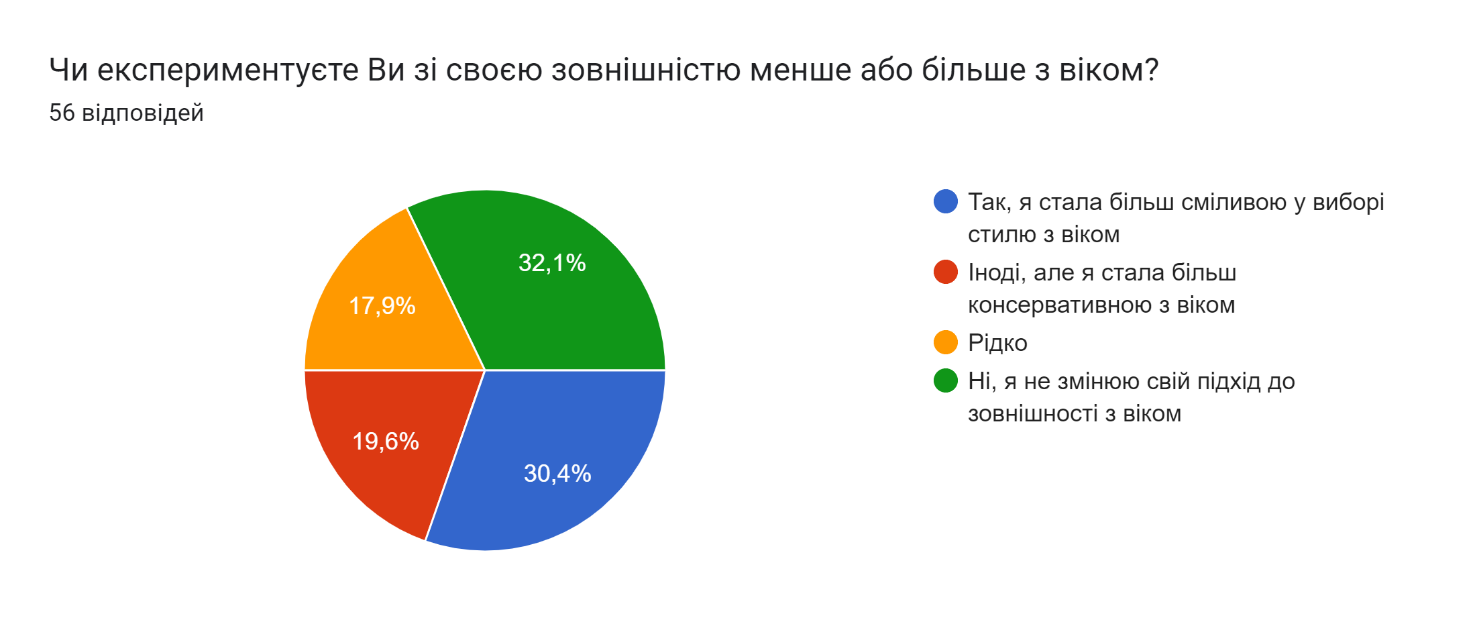 Чи експериментуєте Ви зі своєю зовнішністю менше або більше з віком?
56 відповідей
32,1%
17,9%
19,6%
30,4%
Так, я стала більш сміливою у виборі
стилю з віком
Іноді, але я стала більш
консервативною з віком
Рідко
Ні, я не змінюю свій підхід до
зовнішності з віком